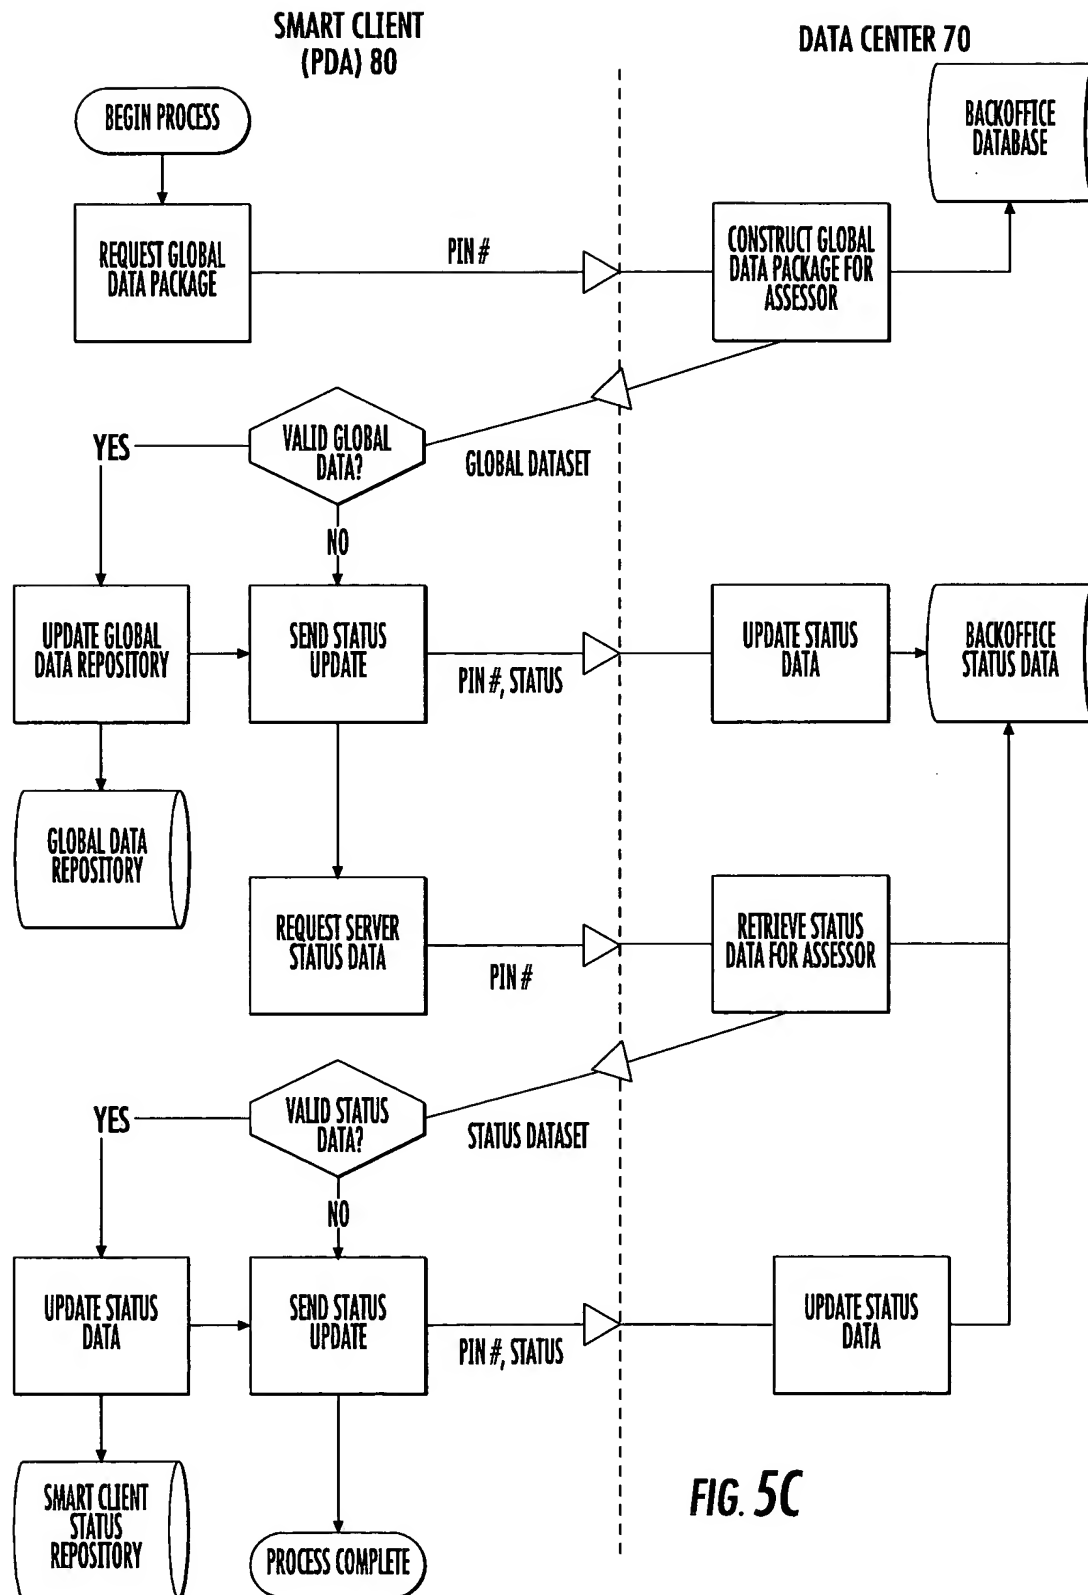 SMART CLIENT
(PDA) 80
DATA CENTER 70
BEGIN PROCESS
BACKOFFICE
DATABASE
REQUEST GLOBAL
DATA PACKAGE
PIN #
CONSTRUCT GLOBAL
DATA PACKAGE FOR
ASSESSOR
YES
VALID GLOBAL
DATA?
GLOBAL DATASET
NO
UPDATE GLOBAL
DATA REPOSITORY
SEND STATUS
UPDATE
PIN #, STATUS
UPDATE STATUS
DATA
BACKOFFICE
STATUS DATA
GLOBAL DATA
REPOSITORY
REQUEST SERVER
STATUS DATA
PIN #
RETRIEVE STATUS
DATA FOR ASSESSOR
YES
VALID STATUS
DATA?
STATUS DATASET
NO
UPDATE STATUS
DATA
SEND STATUS
UPDATE
PIN #, STATUS
UPDATE STATUS
DATA
SMART CLIENT
STATUS
REPOSITORY
PROCESS COMPLETE
FIG. 5C